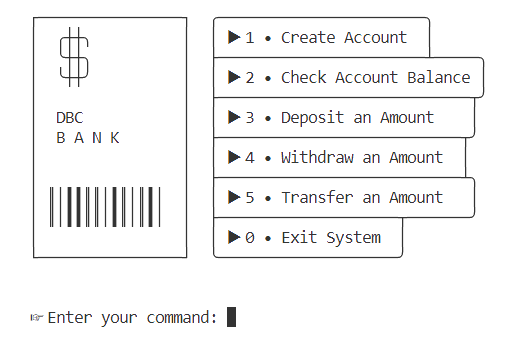 $
DBC
B A N K
▶ 1 • Create Account
▶ 2 • Check Account Balance
▶ 3 • Deposit an Amount
▶ 4 • Withdraw an Amount
▶ 5 • Transfer an Amount
▶ 0 • Exit System
☞ Enter your command: